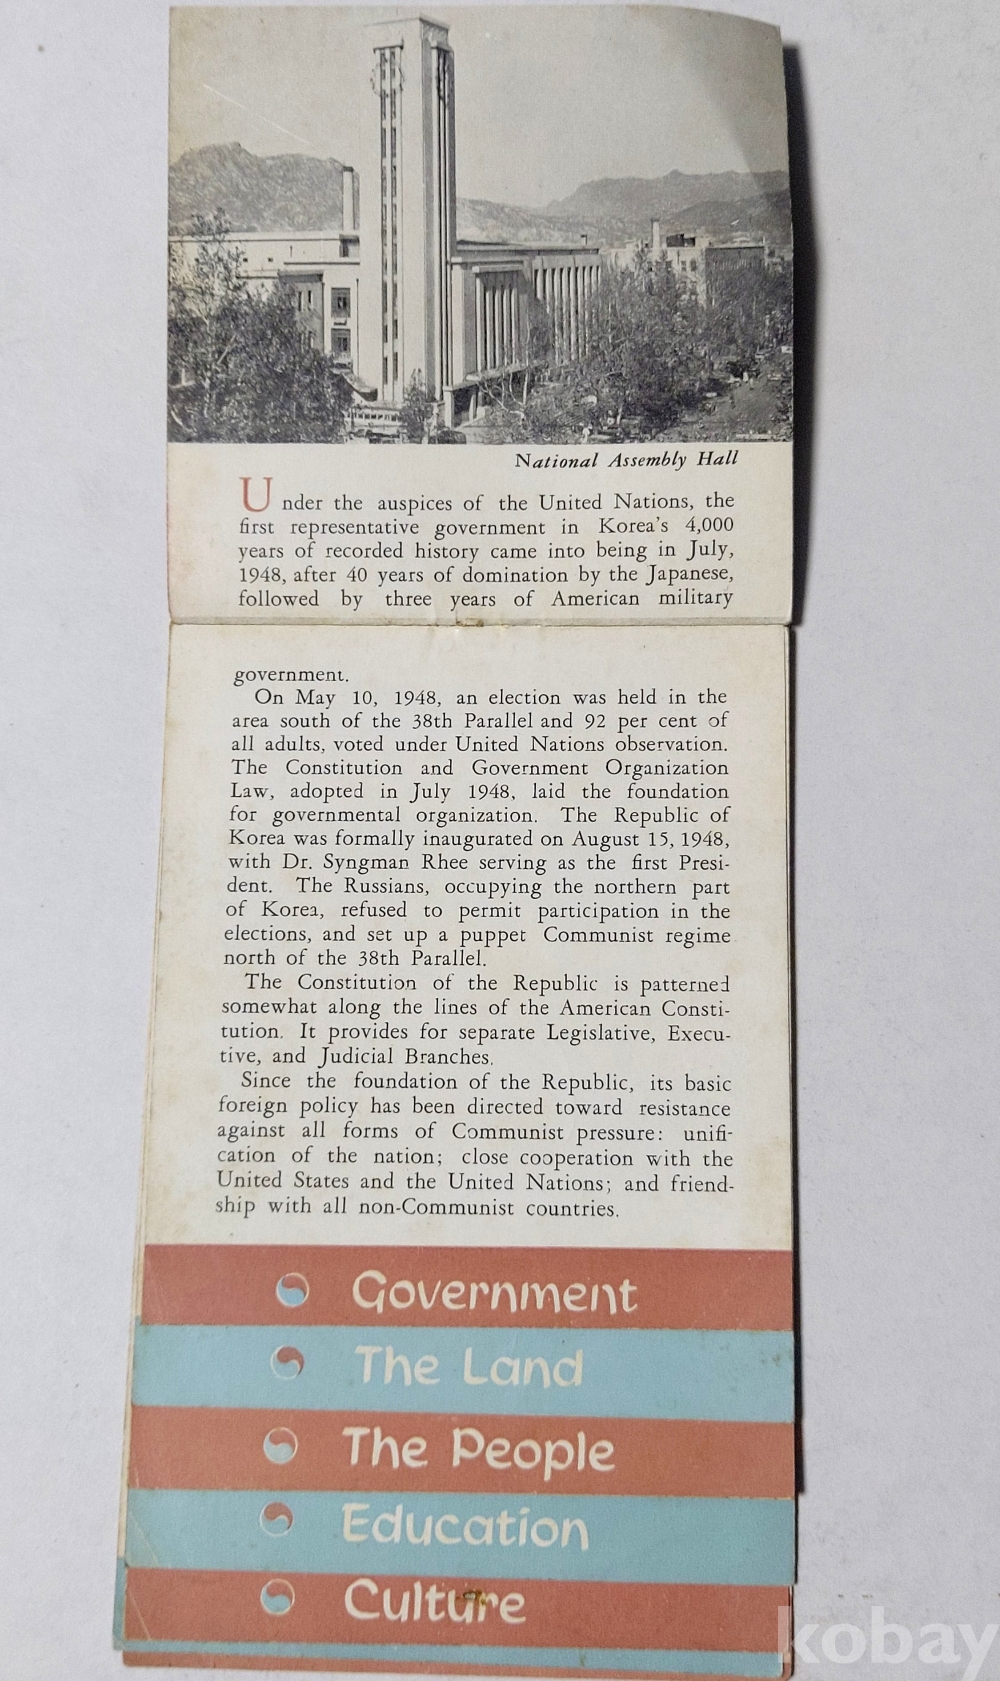 National Assembly Hall
Under the auspices of the United Nations, the
first representative government in Korea's 4,000
years of recorded history came into being in July,
1948, after 40 years of domination by the Japanese,
followed by three years of American military
government.
On May 10, 1948, an election was held in the
area south of the 38th Parallel and 92 per cent of
all adults, voted under United Nations observation.
The Constitution and Government Organization
Law, adopted in July 1948, laid the foundation
for governmental organization. The Republic of
Korea was formally inaugurated on August 15, 1948,
with Dr. Syngman Rhee serving as the first Presi-
dent. The Russians, occupying the northern part
of Korea, refused to permit participation in the
elections, and set up a puppet Communist regime
north of the 38th Parallel.
The Constitution of the Republic is patterned
somewhat along the lines of the American Consti-
tution. It provides for separate Legislative, Execu-
tive, and Judicial Branches.
Since the foundation of the Republic, its basic
foreign policy has been directed toward resistance
against all forms of Communist pressure: unifi-
cation of the nation; close cooperation with the
United States and the United Nations; and friend-
ship with all non-Communist countries.
Government
The Land
The People
Education
Culture
kobay